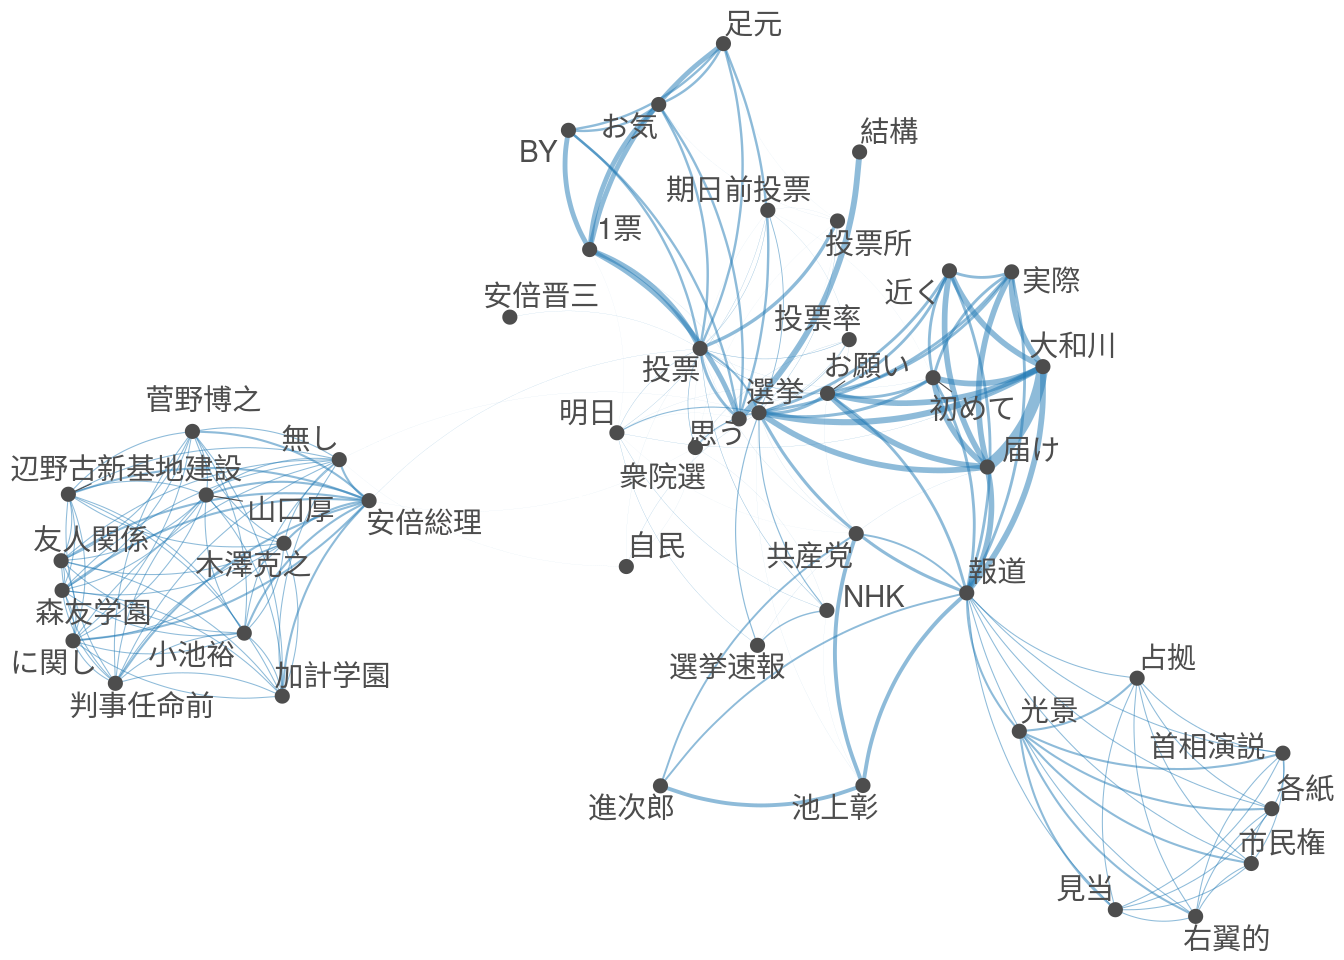 足元
お気
BY
結構
期日前投票
1票
投票所
近く
実際
安倍晋三
投票率
大和川
投票
お願い
選挙
菅野博之
明日
初めて
無し
思う
届け
辺野古新基地建設
衆院選
山口厚
安倍総理
友人関係
自民
共産党
木澤克之
報道
NHK
森友学園
に関し
小池裕
選挙速報
加計学園
占拠
判事任命前
光景
首相演説
各紙
進次郎
池上彰
市民権
見当
右翼的